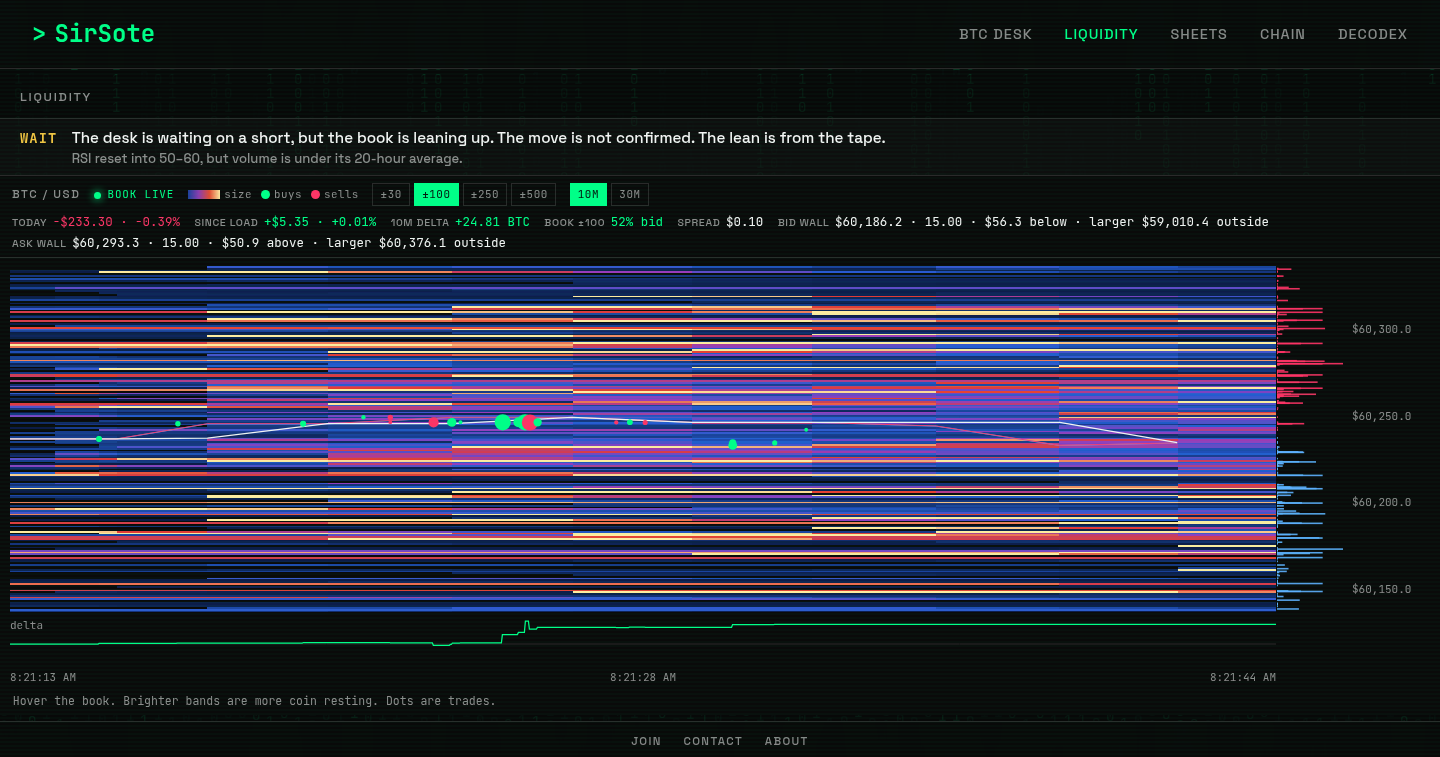 > SirSote
BTC DESK LIQUIDITY SHEETS CHAIN DECODEX
LIQUIDITY
WAIT The desk is waiting on a short, but the book is leaning up. The move is not confirmed. The lean is from the tape.
RSI reset into 50–60, but volume is under its 20-hour average.
BTC / USD BOOK LIVE size buys sells ±30 ±100 ±250 ±500 10M 30M
TODAY -$233.30 · -0.39% SINCE LOAD +$5.35 · +0.01% 10M DELTA +24.81 BTC BOOK ±100 52% bid SPREAD $0.10 BID WALL $60,186.2 · 15.00 · $56.3 below · larger $59,010.4 outside
ASK WALL $60,293.3 · 15.00 · $50.9 above · larger $60,376.1 outside
$60,300.0
$60,250.0
$60,200.0
$60,150.0
delta
8:21:13 AM 8:21:28 AM 8:21:44 AM
Hover the book. Brighter bands are more coin resting. Dots are trades.
JOIN CONTACT ABOUT